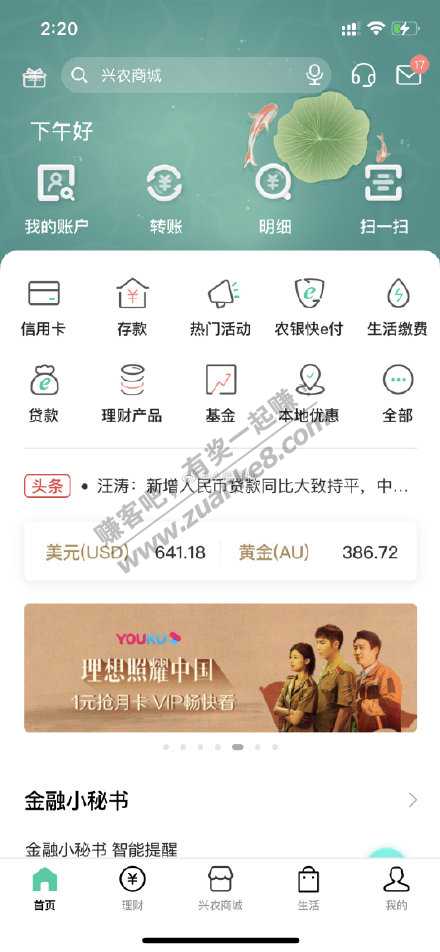 2:20
兴农商城
17
下午好
我的账户 转账 明细 扫一扫
信用卡 存款 热门活动 农银快e付 生活缴费
贷款 理财产品 基金 本地优惠 全部
头条 • 汪涛：新增人民币贷款同比大致持平，中...
赚客吧，有奖一起赚！
www.zuanke8.com
美元(USD) 641.18 黄金(AU) 386.72
YOUKU
理想照耀中国
1元抢月卡 VIP畅快看
金融小秘书
金融小秘书 智能提醒
首页 理财 兴农商城 生活 我的